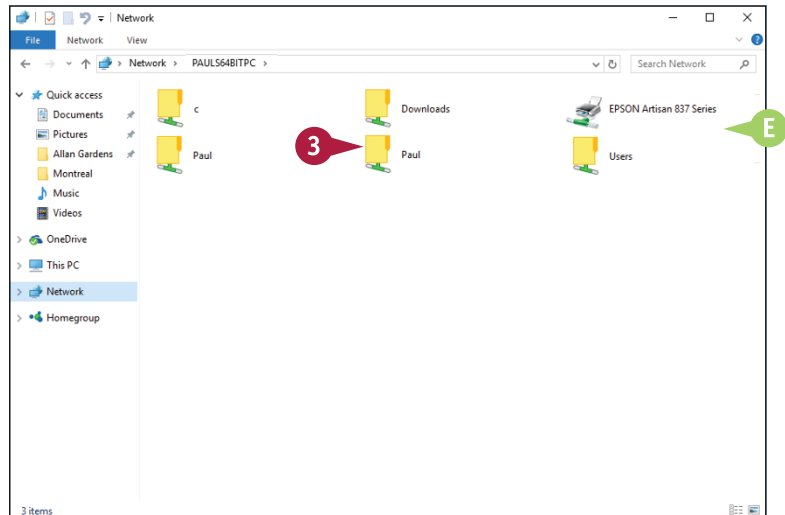 Network
File Network View
Network > PAULS64BITPC > Search Network
Quick access
Documents
Pictures
Allan Gardens
Montreal
Music
Videos
OneDrive
This PC
Network
Homegroup
c Downloads EPSON Artisan 837 Series
Paul 3 Paul Users
E
3 items